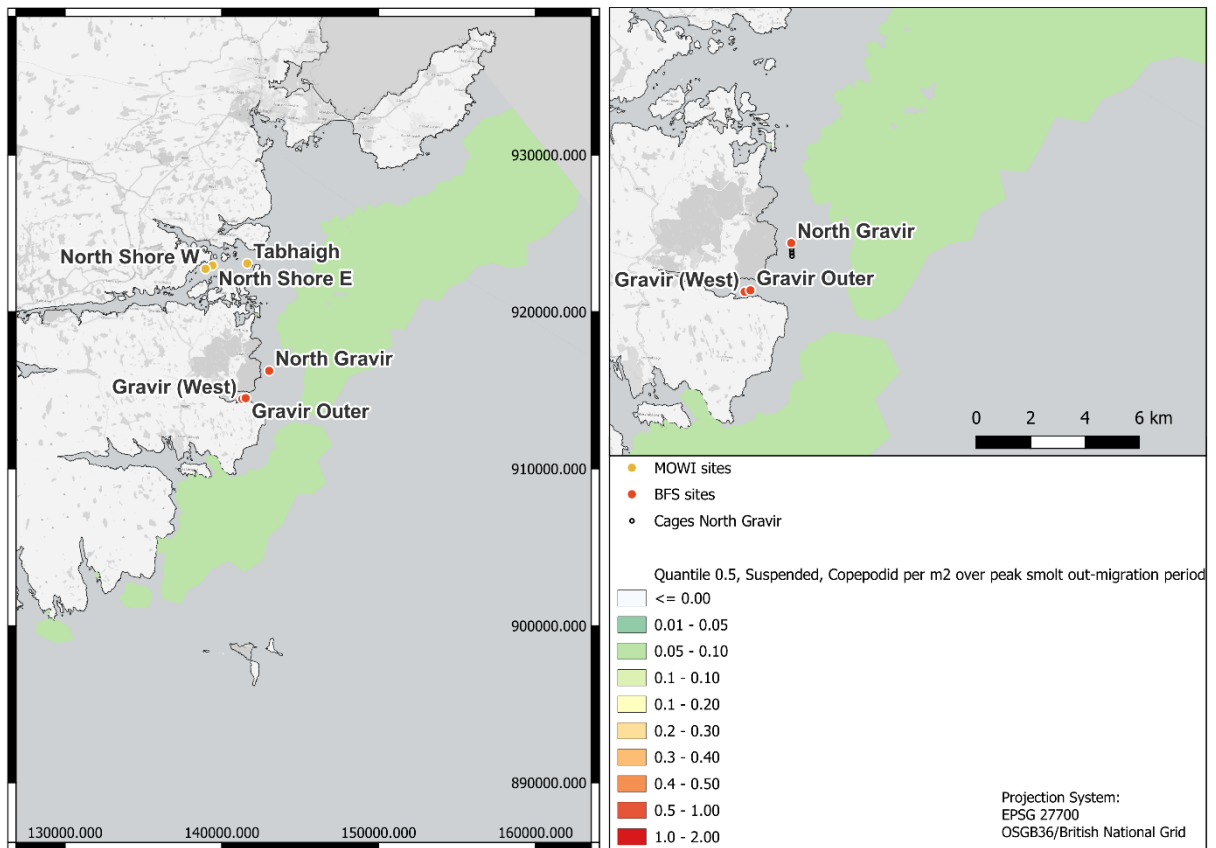 930000.000
North Shore W
Tabhaigh
North Shore E
920000.000
North Gravir
Gravir (West)
Gravir Outer
910000.000
900000.000
890000.000
130000.000
140000.000
150000.000
160000.000
North Gravir
Gravir (West)
Gravir Outer
0 2 4 6 km
MOWI sites
BFS sites
Cages North Gravir
Quantile 0.5, Suspended, Copepodid per m2 over peak smolt out-migration period
<= 0.00
0.01 - 0.05
0.05 - 0.10
0.1 - 0.10
0.1 - 0.20
0.2 - 0.30
0.3 - 0.40
0.4 - 0.50
0.5 - 1.00
1.0 - 2.00
Projection System:
EPSG 27700
OSGB36/British National Grid